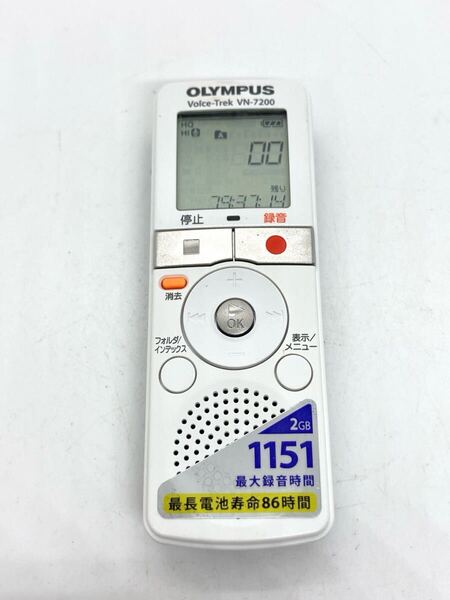 OLYMPUS
Voice-Trek VN-7200
HQ
HI
A
00
残り
79:37:14
停止
録音
消去
+
OK
−
フォルダ/
インデックス
表示/
メニュー
2GB
1151
最大録音時間
最長電池寿命86時間